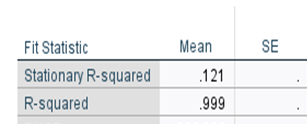 Fit Statistic Mean SE
Stationary R-squared .121 .
R-squared .999 .